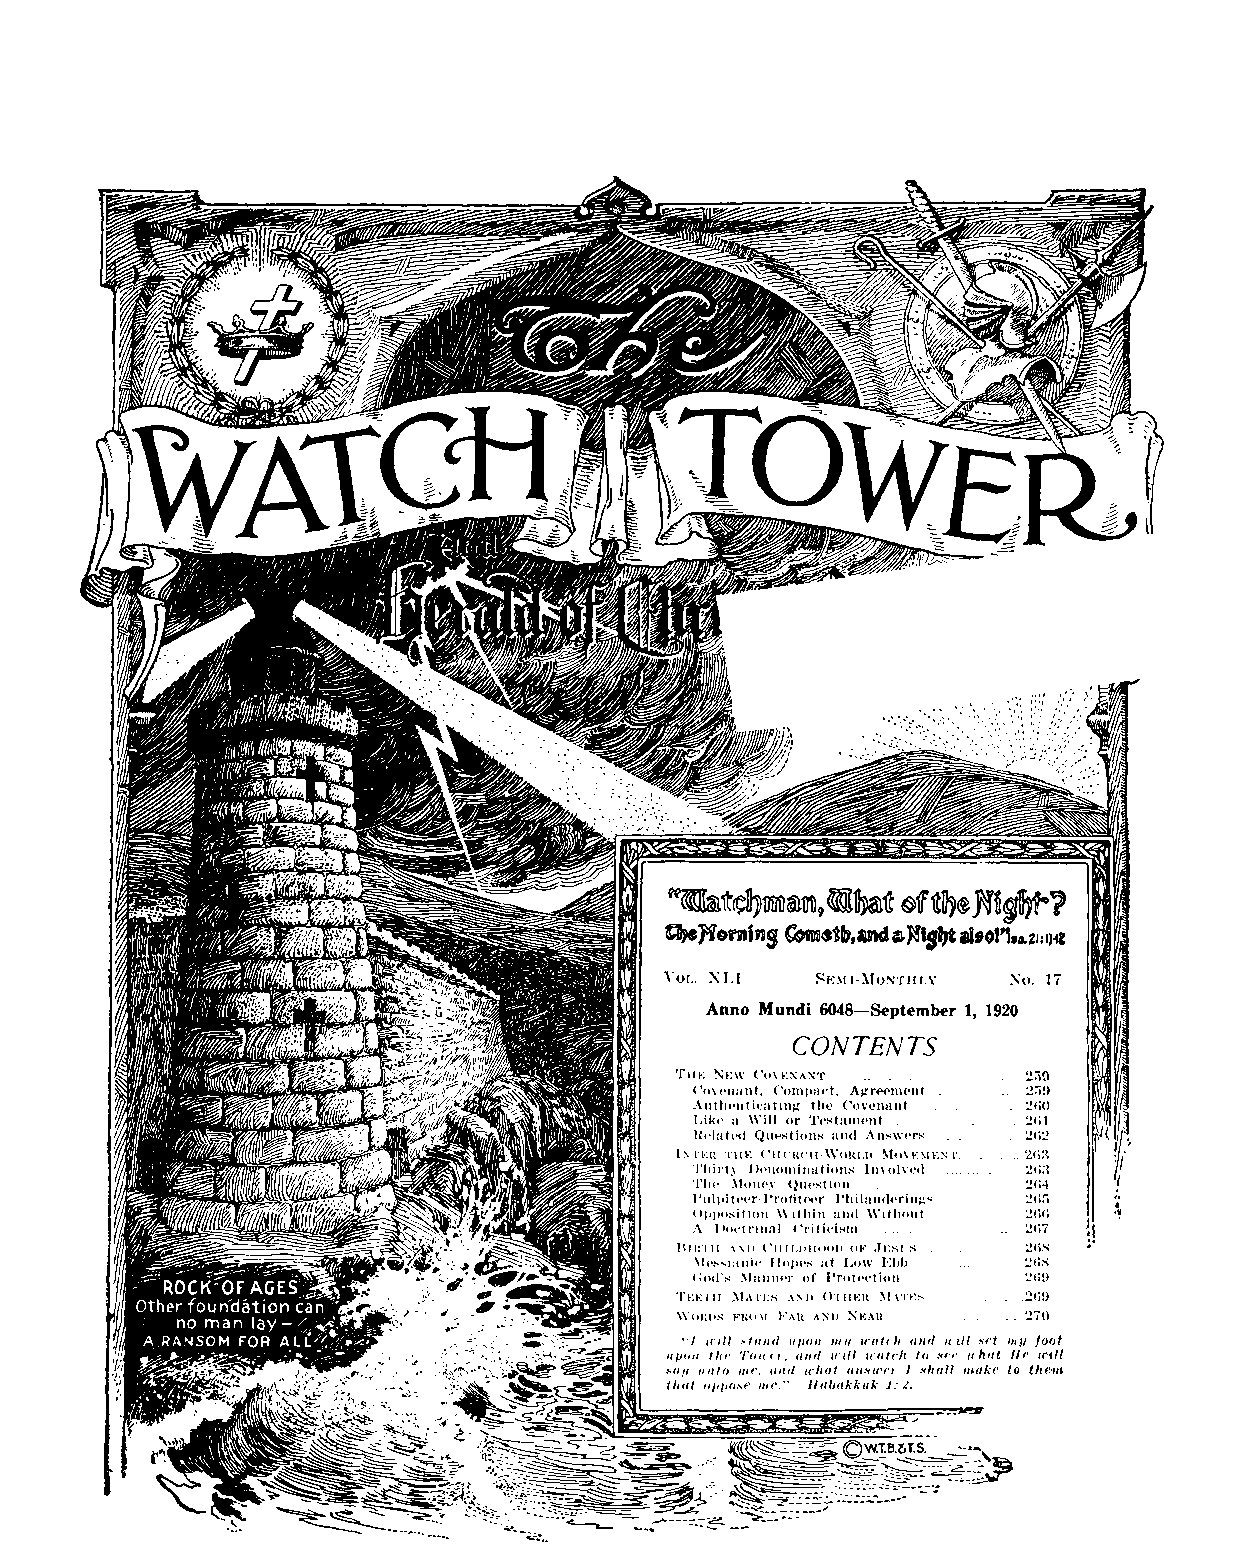 The
WATCH TOWER
And
Herald of Chri
"Watchman, What of the Night"?
The Morning Cometh, and a Night also!" Isa. 21:11-12
VOL. XLI SEMI-MONTHLY No. 17
Anno Mundi 6048—September 1, 1920
CONTENTS
THE NEW COVENANT 259
Covenant, Compact, Agreement 259
Authenticating the Covenant 260
Like a Will or Testament 261
Related Questions and Answers 262
INTER THE CHURCH-WORLD MOVEMENT 263
Thirty Denominations Involved 263
The Money Question 264
Pulpiteer-Profiteer Philanderings 265
Opposition Within and Without 266
A Doctrinal Criticism 267
BIRTH AND CHILDHOOD OF JESUS 268
Messianic Hopes at Low Ebb 268
God's Manner of Protection 269
TEETH MATES AND OTHER MATES 269
WORDS FROM FAR AND NEAR 270
"I will stand upon my watch and will set my foot
upon the Tower, and will watch to see what He will
say unto me, and what answer I shall make to them
that oppose me." Habakkuk 1: 2.
ROCK OF AGES
Other foundation can
no man lay—
A RANSOM FOR ALL
© W.T.B.&T.S.